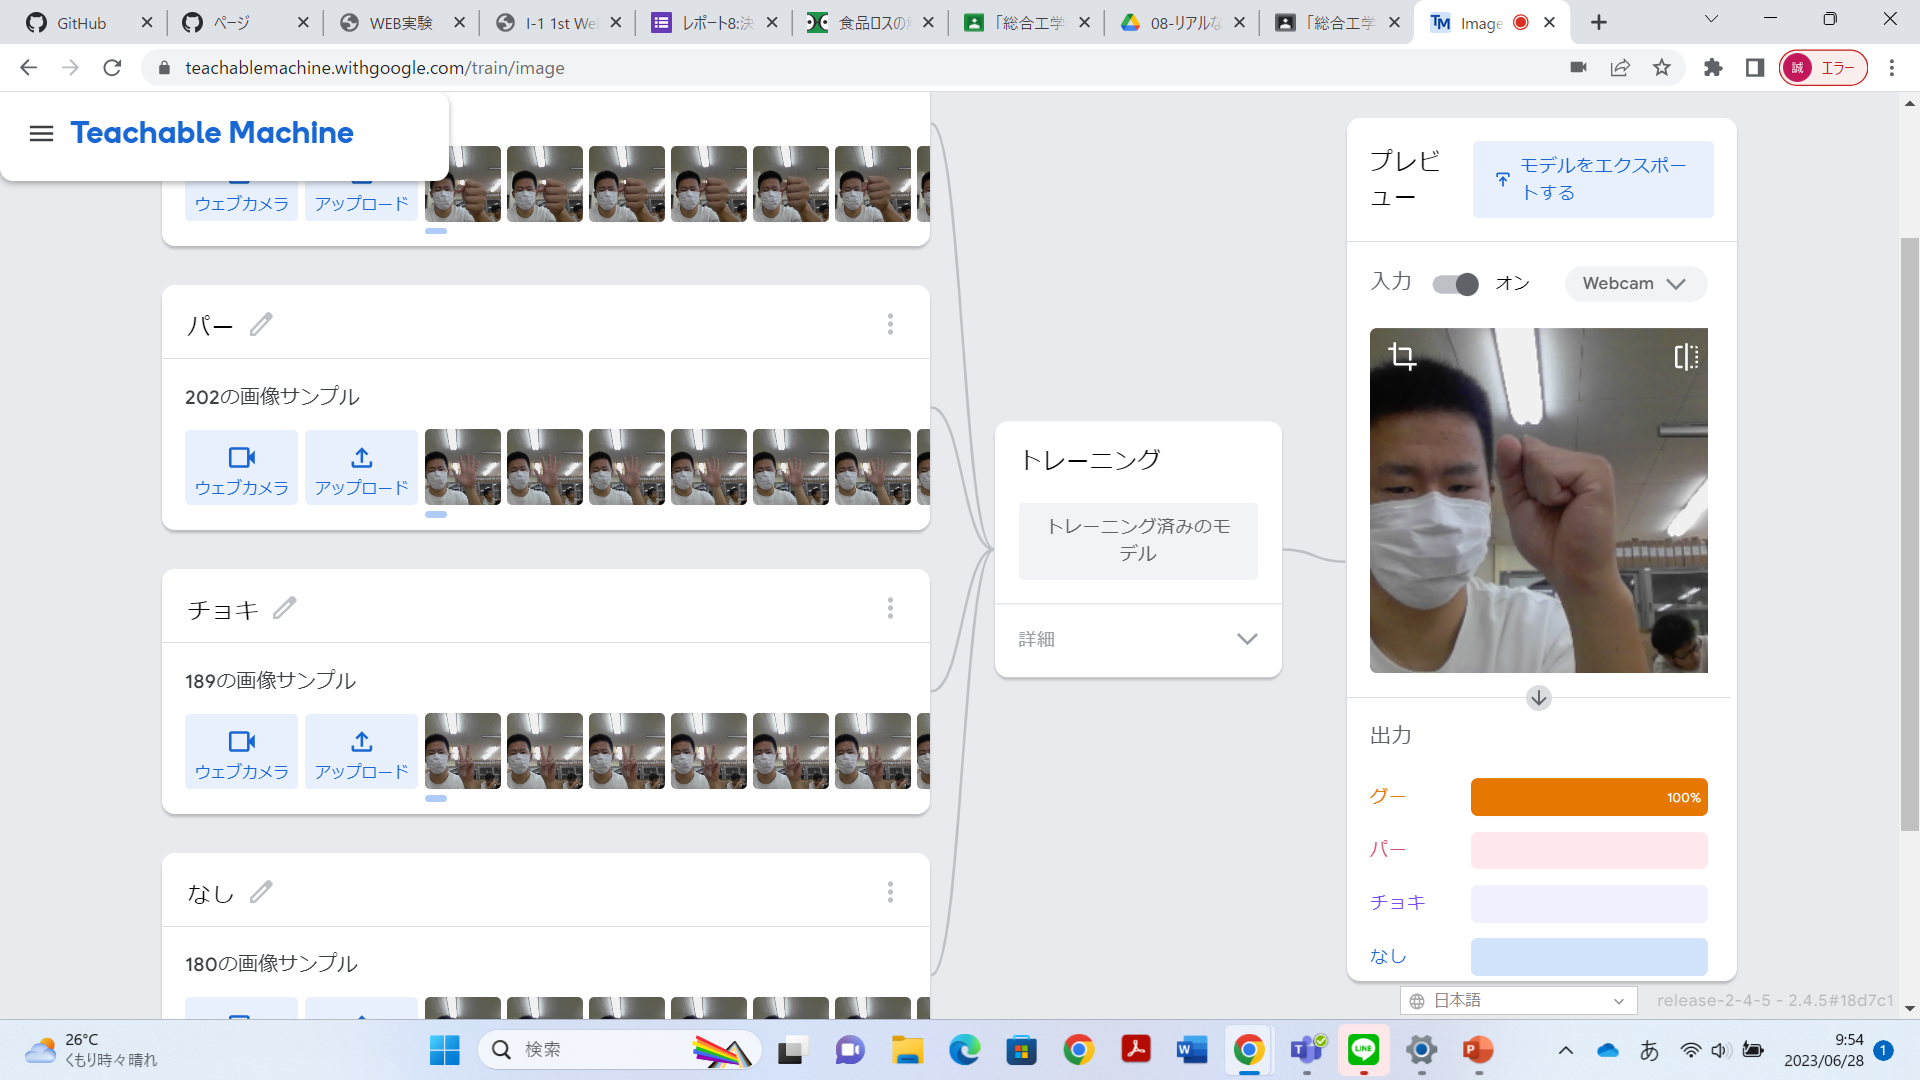 GitHub
ページ
WEB実験
I-1 1st We
レポート8:決
食品ロスの
「総合工学
08-リアルな
「総合工学
Image
teachablemachine.withgoogle.com/train/image
誠 エラー
Teachable Machine
ウェブカメラ
アップロード
パー
202の画像サンプル
ウェブカメラ
アップロード
チョキ
189の画像サンプル
ウェブカメラ
アップロード
なし
180の画像サンプル
トレーニング
トレーニング済みのモ
デル
詳細
プレビ
ュー
モデルをエクスポー
トする
入力
オン
Webcam
出力
グー
100%
パー
チョキ
なし
日本語
release-2-4-5 - 2.4.5#18d7c1
26°C
くもり時々晴れ
検索
あ
9:54
2023/06/28
1